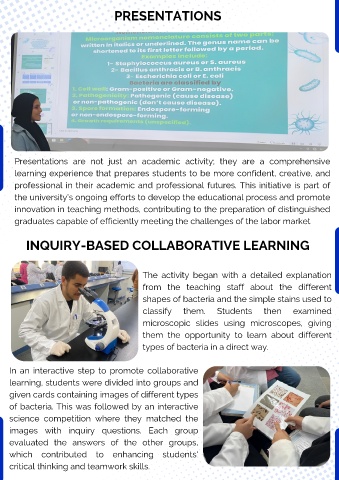 PRESENTATIONS
Microorganism nomenclature consists of two parts:
written in italics or underlined. The genus name can be
shortened to its first letter followed by a period.
Examples include:
1- Staphylococcus aureus or S. aureus
2- Bacillus anthracis or B. anthracis
3- Escherichia coli or E. coli
Bacteria are classified by
1. Cell wall: Gram-positive or Gram-negative.
2. Pathogenicity: Pathogenic (cause disease)
or non-pathogenic (don't cause disease).
3. Spore formation: Endospore-forming
or non-endospore-forming.
4. Growth requirements
Presentations are not just an academic activity; they are a comprehensive
learning experience that prepares students to be more confident, creative, and
professional in their academic and professional futures. This initiative is part of
the university's ongoing efforts to develop the educational process and promote
innovation in teaching methods, contributing to the preparation of distinguished
graduates capable of efficiently meeting the challenges of the labor market
INQUIRY-BASED COLLABORATIVE LEARNING
The activity began with a detailed explanation
from the teaching staff about the different
shapes of bacteria and the simple stains used to
classify them. Students then examined
microscopic slides using microscopes, giving
them the opportunity to learn about different
types of bacteria in a direct way.
In an interactive step to promote collaborative
learning, students were divided into groups and
given cards containing images of different types
of bacteria. This was followed by an interactive
science competition where they matched the
images with inquiry questions. Each group
evaluated the answers of the other groups,
which contributed to enhancing students'
critical thinking and teamwork skills.